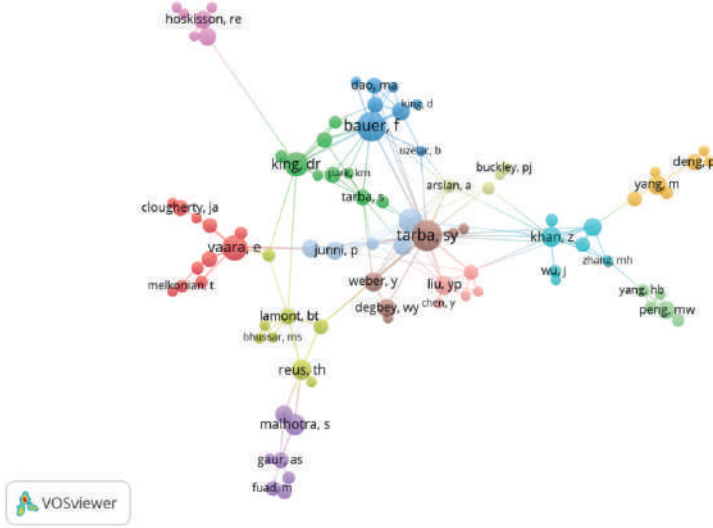 hoskisson, re
dao, ma
king, d
bauer, f
uzelac, b
king, dr
park, km
buckley, pj
arslan, a
deng, p
yang, m
tarba, s
clougherty, ja
vaara, e
junni, p
tarba, sy
khan, z
zhang, mh
melkonian, t
weber, y
liu, yp
wu, j
chen, y
yang, hb
degbey, wy
peng, mw
lamont, bt
bhussar, ms
reus, th
malhotra, s
gaur, as
fuad, m
VOSviewer